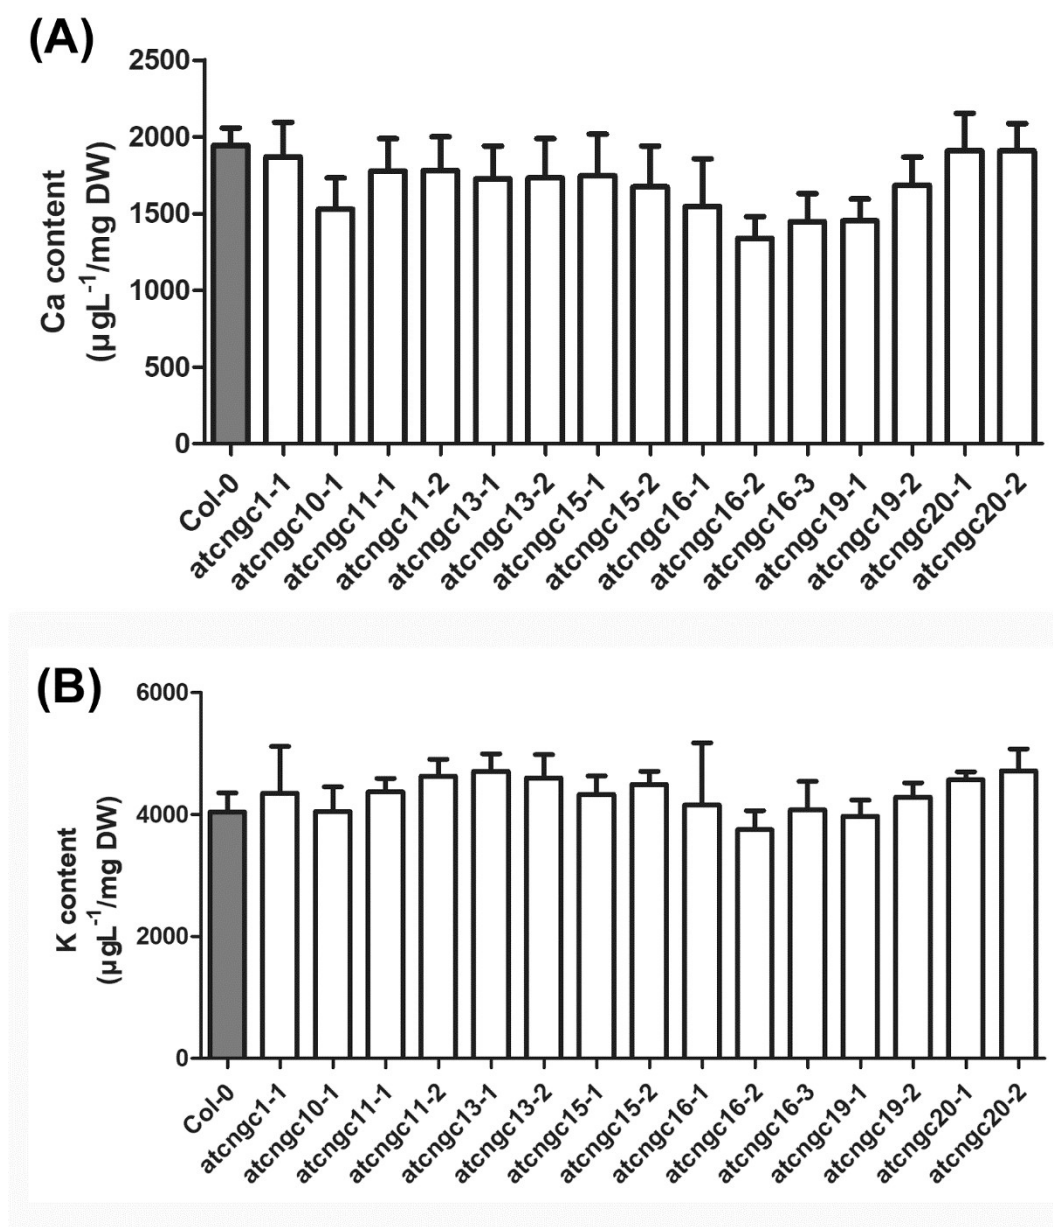 (A)
2500
2000
1500
1000
500
0
Ca content
(µgL⁻¹/mg DW)
Col-0
atcngc1-1
atcngc10-1
atcngc11-1
atcngc11-2
atcngc13-1
atcngc13-2
atcngc15-1
atcngc15-2
atcngc16-1
atcngc16-2
atcngc16-3
atcngc19-1
atcngc19-2
atcngc20-1
atcngc20-2
(B)
6000
4000
2000
0
K content
(µgL⁻¹/mg DW)
Col-0
atcngc1-1
atcngc10-1
atcngc11-1
atcngc11-2
atcngc13-1
atcngc13-2
atcngc15-1
atcngc15-2
atcngc16-1
atcngc16-2
atcngc16-3
atcngc19-1
atcngc19-2
atcngc20-1
atcngc20-2